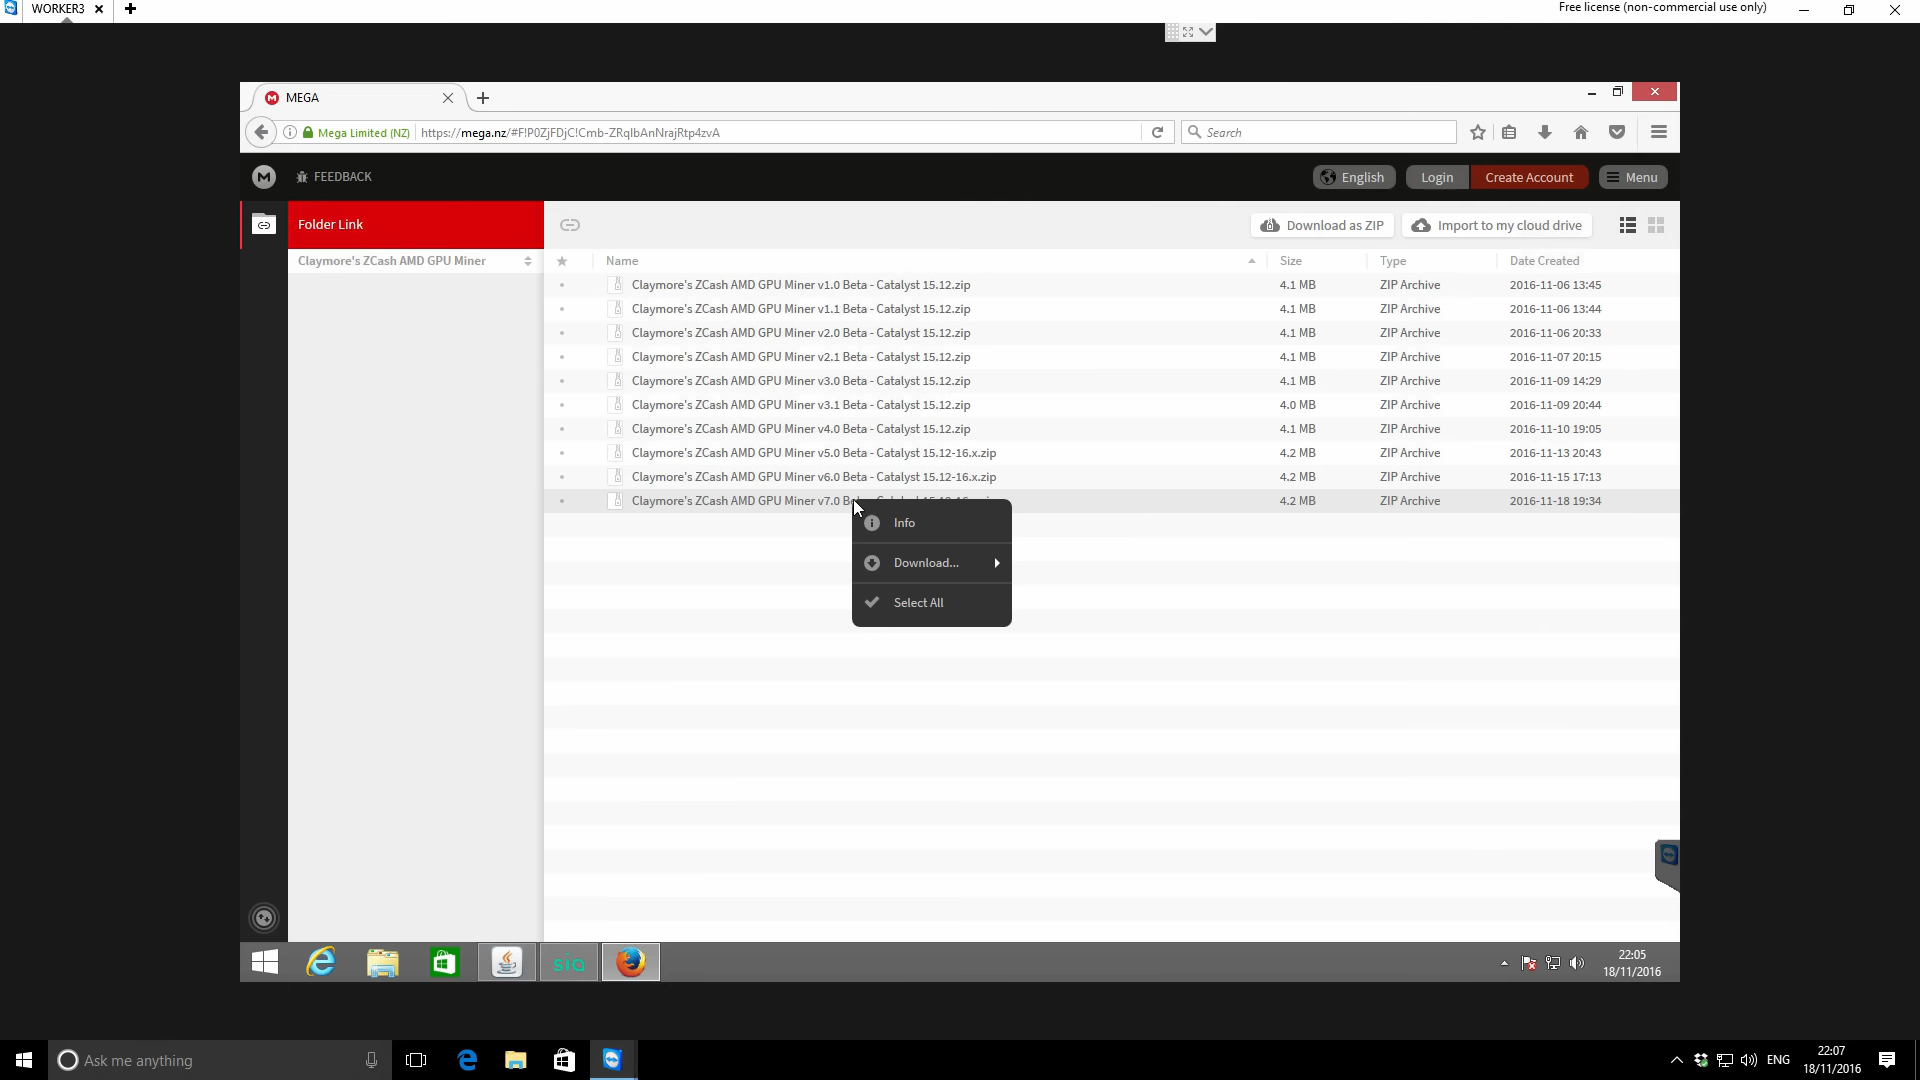 WORKER3
Free license (non-commercial use only)
MEGA
Mega Limited (NZ)
https://mega.nz/#F!P0ZjFDjC!Cmb-ZRqlbAnNrajRtp4zvA
Search
FEEDBACK
English
Login
Create Account
Menu
Folder Link
Download as ZIP
Import to my cloud drive
Claymore's ZCash AMD GPU Miner
Name
Size
Type
Date Created
Claymore's ZCash AMD GPU Miner v1.0 Beta - Catalyst 15.12.zip 4.1 MB ZIP Archive 2016-11-06 13:45
Claymore's ZCash AMD GPU Miner v1.1 Beta - Catalyst 15.12.zip 4.1 MB ZIP Archive 2016-11-06 13:44
Claymore's ZCash AMD GPU Miner v2.0 Beta - Catalyst 15.12.zip 4.1 MB ZIP Archive 2016-11-06 20:33
Claymore's ZCash AMD GPU Miner v2.1 Beta - Catalyst 15.12.zip 4.1 MB ZIP Archive 2016-11-07 20:15
Claymore's ZCash AMD GPU Miner v3.0 Beta - Catalyst 15.12.zip 4.1 MB ZIP Archive 2016-11-09 14:29
Claymore's ZCash AMD GPU Miner v3.1 Beta - Catalyst 15.12.zip 4.0 MB ZIP Archive 2016-11-09 20:44
Claymore's ZCash AMD GPU Miner v4.0 Beta - Catalyst 15.12.zip 4.1 MB ZIP Archive 2016-11-10 19:05
Claymore's ZCash AMD GPU Miner v5.0 Beta - Catalyst 15.12-16.x.zip 4.2 MB ZIP Archive 2016-11-13 20:43
Claymore's ZCash AMD GPU Miner v6.0 Beta - Catalyst 15.12-16.x.zip 4.2 MB ZIP Archive 2016-11-15 17:13
Claymore's ZCash AMD GPU Miner v7.0 4.2 MB ZIP Archive 2016-11-18 19:34
Info
Download...
Select All
sia
22:05
18/11/2016
Ask me anything
ENG
22:07
18/11/2016